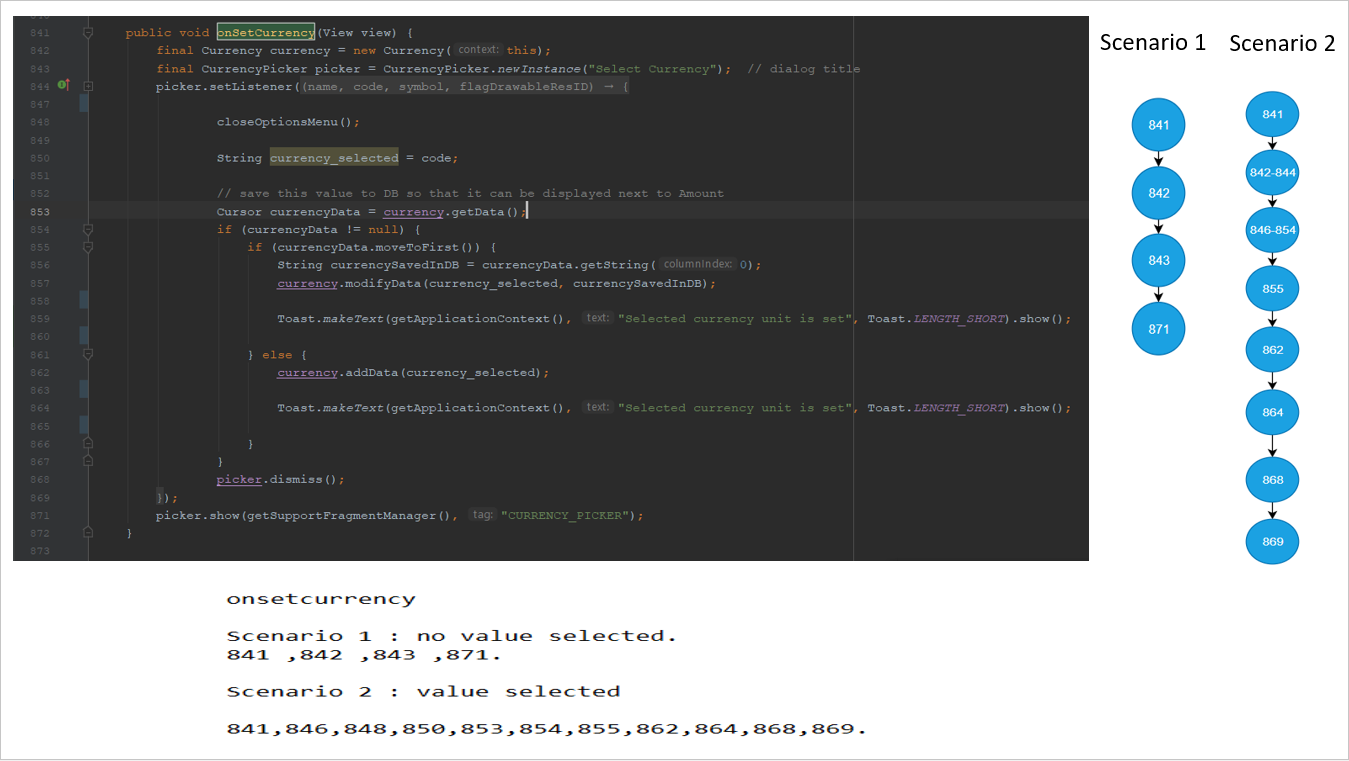 841 public void onSetCurrency(View view) {
842 final Currency currency = new Currency( context: this);
843 final CurrencyPicker picker = CurrencyPicker.newInstance("Select Currency"); // dialog title
844 picker.setListener((name, code, symbol, flagDrawableResID) → {
847
848 closeOptionsMenu();
849
850 String currency_selected = code;
851
852 // save this value to DB so that it can be displayed next to Amount
853 Cursor currencyData = currency.getData();
854 if (currencyData != null) {
855 if (currencyData.moveToFirst()) {
856 String currencySavedInDB = currencyData.getString( columnIndex: 0);
857 currency.modifyData(currency_selected, currencySavedInDB);
858
859 Toast.makeText(getApplicationContext(), text: "Selected currency unit is set", Toast.LENGTH_SHORT).show();
860
861 } else {
862 currency.addData(currency_selected);
863
864 Toast.makeText(getApplicationContext(), text: "Selected currency unit is set", Toast.LENGTH_SHORT).show();
865
866 }
867 }
868 picker.dismiss();
869 });
871 picker.show(getSupportFragmentManager(), tag: "CURRENCY_PICKER");
872 }
873
Scenario 1
841
842
843
871
Scenario 2
841
842-844
846-854
855
862
864
868
869
onsetcurrency
Scenario 1 : no value selected.
841 ,842 ,843 ,871.
Scenario 2 : value selected
841,846,848,850,853,854,855,862,864,868,869.